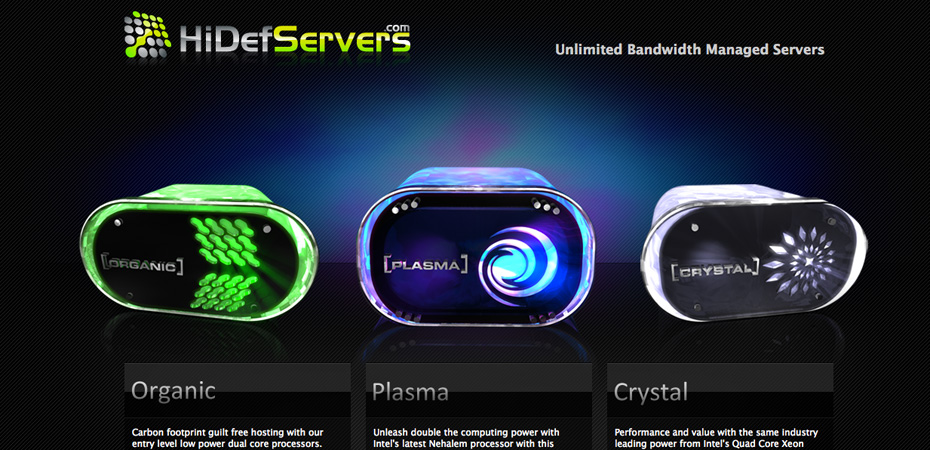 HiDefServers.com
Unlimited Bandwidth Managed Servers
[ORGANIC]
[PLASMA]
[CRYSTAL]
Organic
Plasma
Crystal
Carbon footprint guilt free hosting with our
entry level low power dual core processors.
Unleash double the computing power with
Intel's latest Nehalem processor with this
Performance and value with the same industry
leading power from Intel's Quad Core Xeon